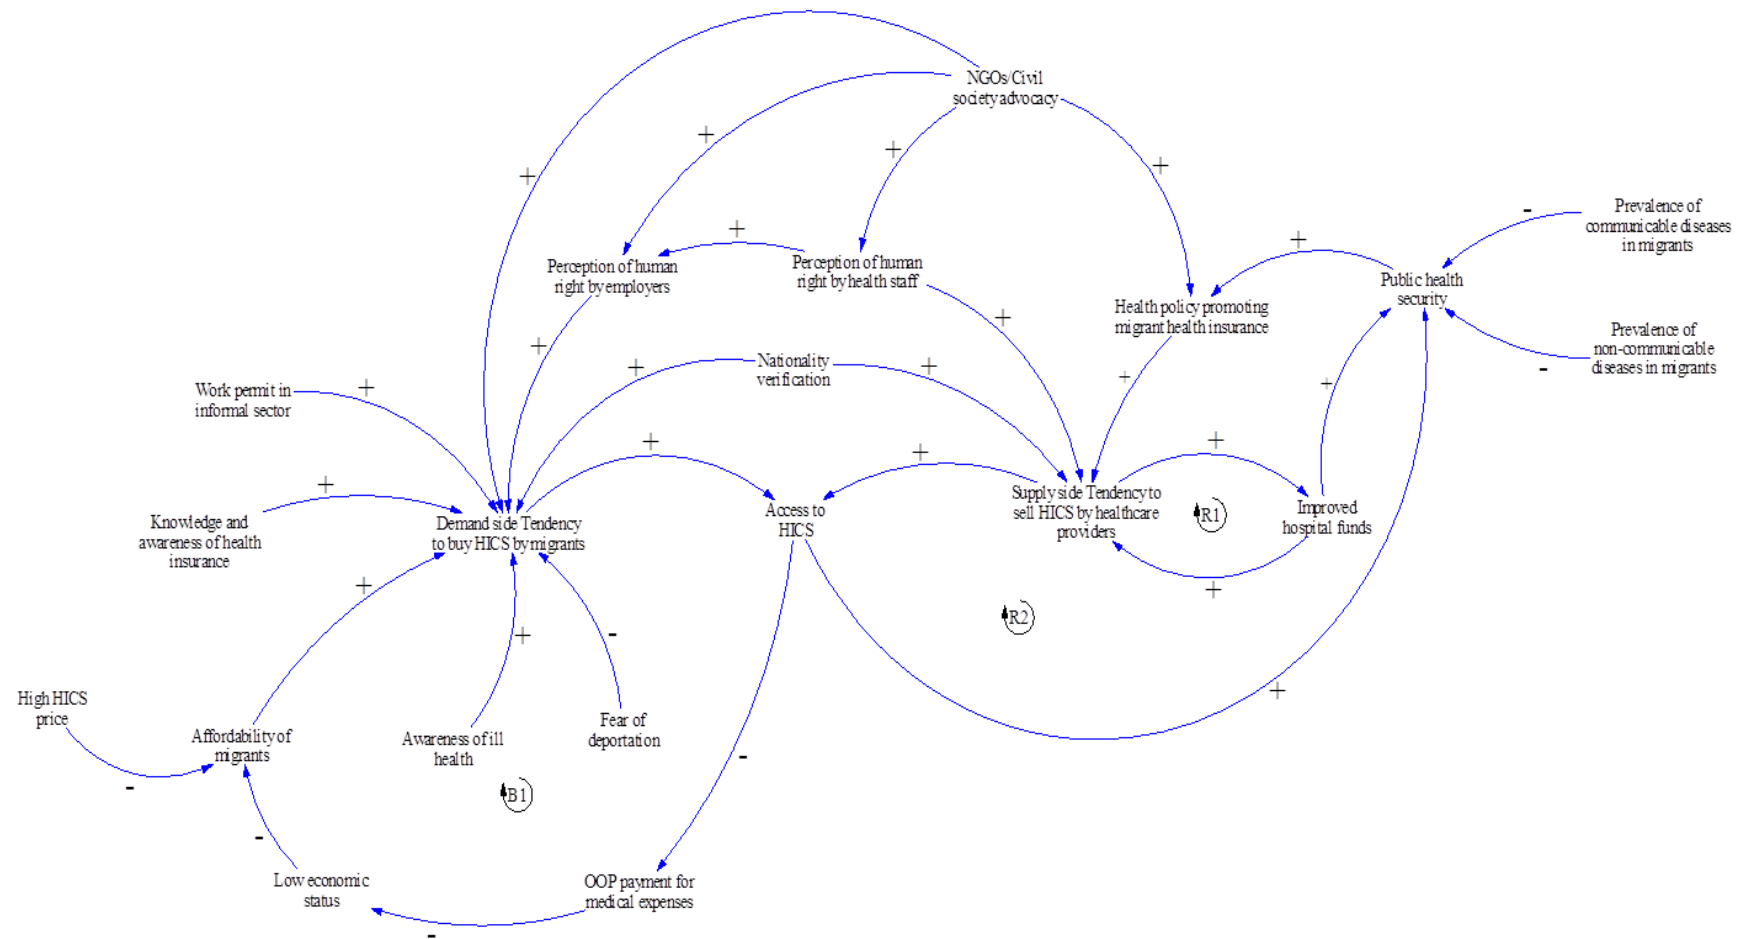 NGOs/Civil
society advocacy
+
+
+
+
+
+
-
Prevalence of
communicable diseases
in migrants
Perception of human
right by employers
Perception of human
right by health staff
Public health
security
Health policy promoting
migrant health insurance
+
+
Prevalence of
non-communicable
diseases in migrants
-
Nationality
verification
+
+
+
+
Work permit in
informal sector
+
+
+
+
+
Knowledge and
awareness of health
insurance
Demand side Tendency
to buy HICS by migrants
Access to
HICS
Supply side Tendency to
sell HICS by healthcare
providers
R1
Improved
hospital funds
+
+
R2
+
-
+
High HICS
price
Affordability of
migrants
Awareness of ill
health
Fear of
deportation
-
-
B1
-
Low economic
status
OOP payment for
medical expenses
-